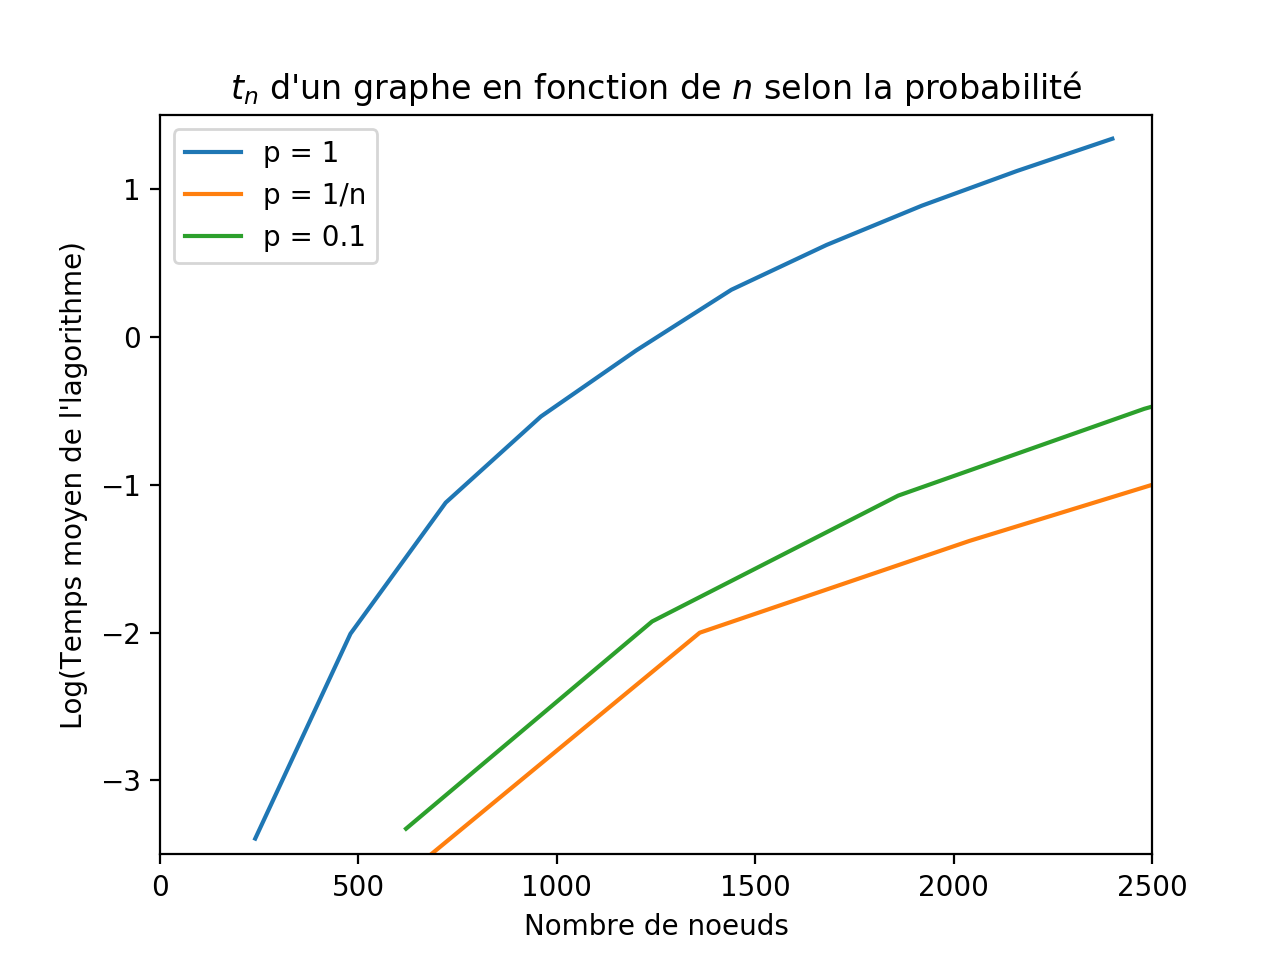 t_n d'un graphe en fonction de n selon la probabilité
p = 1
p = 1/n
p = 0.1
Log(Temps moyen de l'lagorithme)
1
0
−1
−2
−3
0 500 1000 1500 2000 2500
Nombre de noeuds